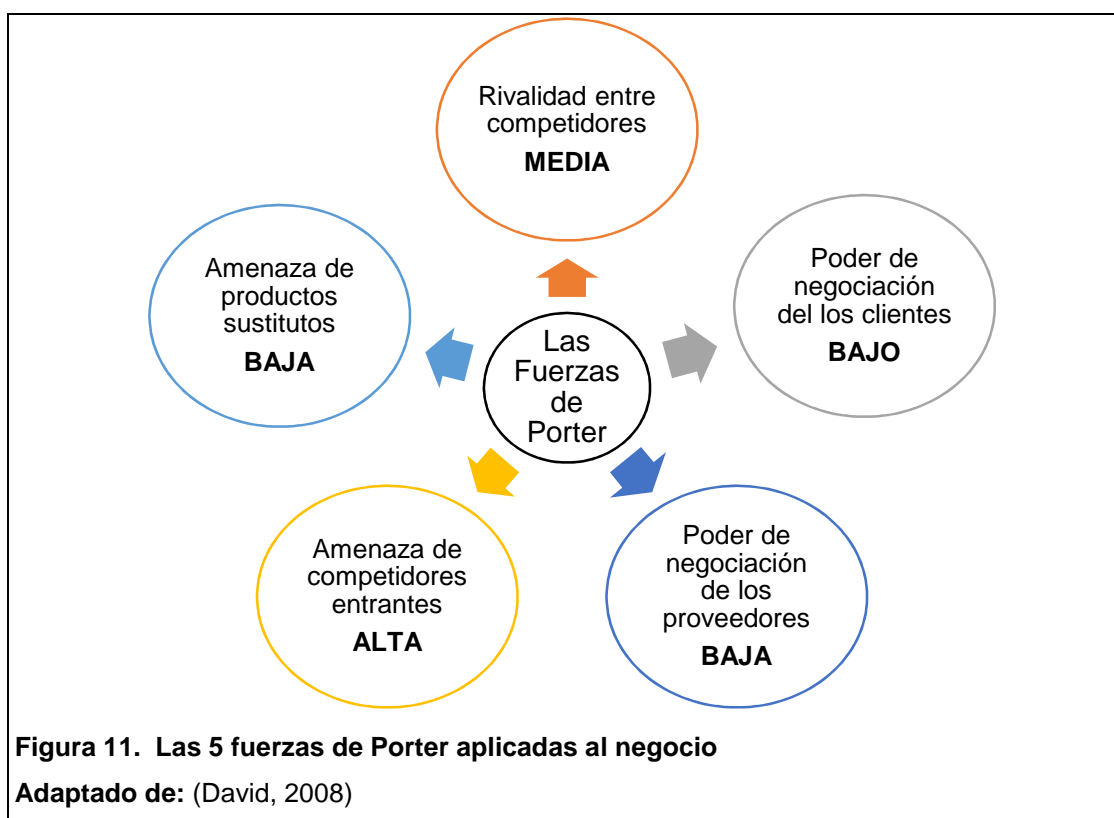 Rivalidad entre
competidores
MEDIA
Poder de
negociación
del los clientes
BAJO
Poder de
negociación
de los
proveedores
BAJA
Amenaza de
competidores
entrantes
ALTA
Amenaza de
productos
sustitutos
BAJA
Las
Fuerzas
de
Porter
Figura 11. Las 5 fuerzas de Porter aplicadas al negocio
Adaptado de: (David, 2008)